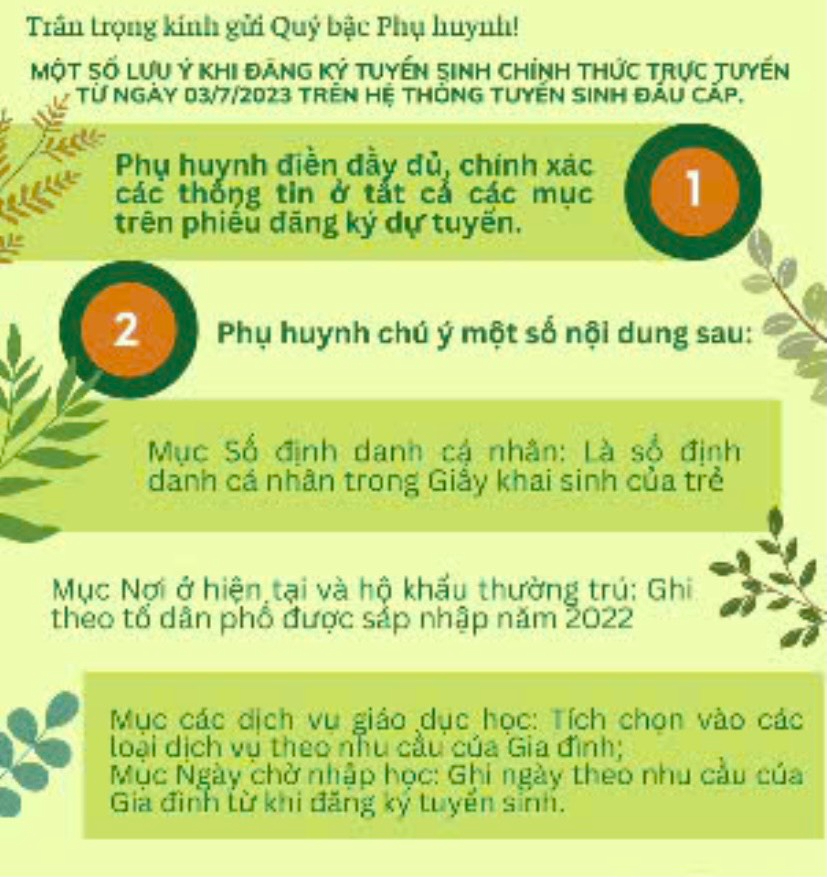 Trân trọng kính gửi Quý bậc Phụ huynh!
MỘT SỐ LƯU Ý KHI ĐĂNG KÝ TUYỂN SINH CHÍNH THỨC TRỰC TUYẾN
TỪ NGÀY 03/7/2023 TRÊN HỆ THỐNG TUYỂN SINH ĐẦU CẤP.
Phụ huynh điền đầy đủ, chính xác
các thông tin ở tất cả các mục
trên phiếu đăng ký dự tuyển.
1
2
Phụ huynh chú ý một số nội dung sau:
Mục Số định danh cá nhân: Là số định
danh cá nhân trong Giấy khai sinh của trẻ
Mục Nơi ở hiện tại và hộ khẩu thường trú: Ghi
theo tổ dân phố được sáp nhập năm 2022
Mục các dịch vụ giáo dục học: Tích chọn vào các
loại dịch vụ theo nhu cầu của Gia đình;
Mục Ngày chờ nhập học: Ghi ngày theo nhu cầu của
Gia đình từ khi đăng ký tuyển sinh.